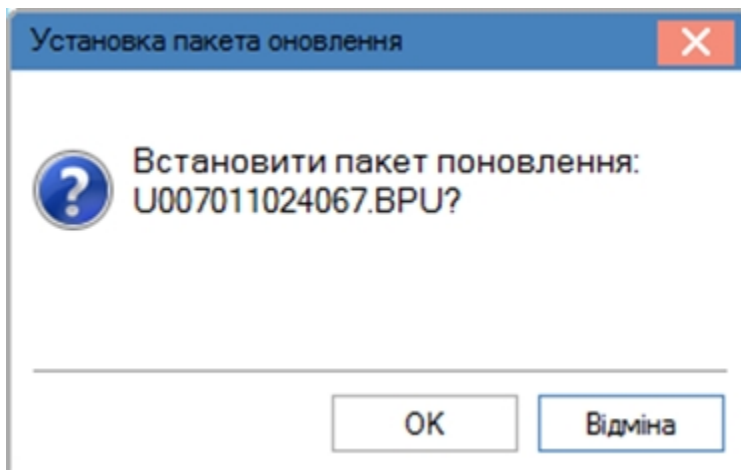 Установка пакета оновлення
Встановити пакет поновлення:
U007011024067.BPU?
OK
Відміна